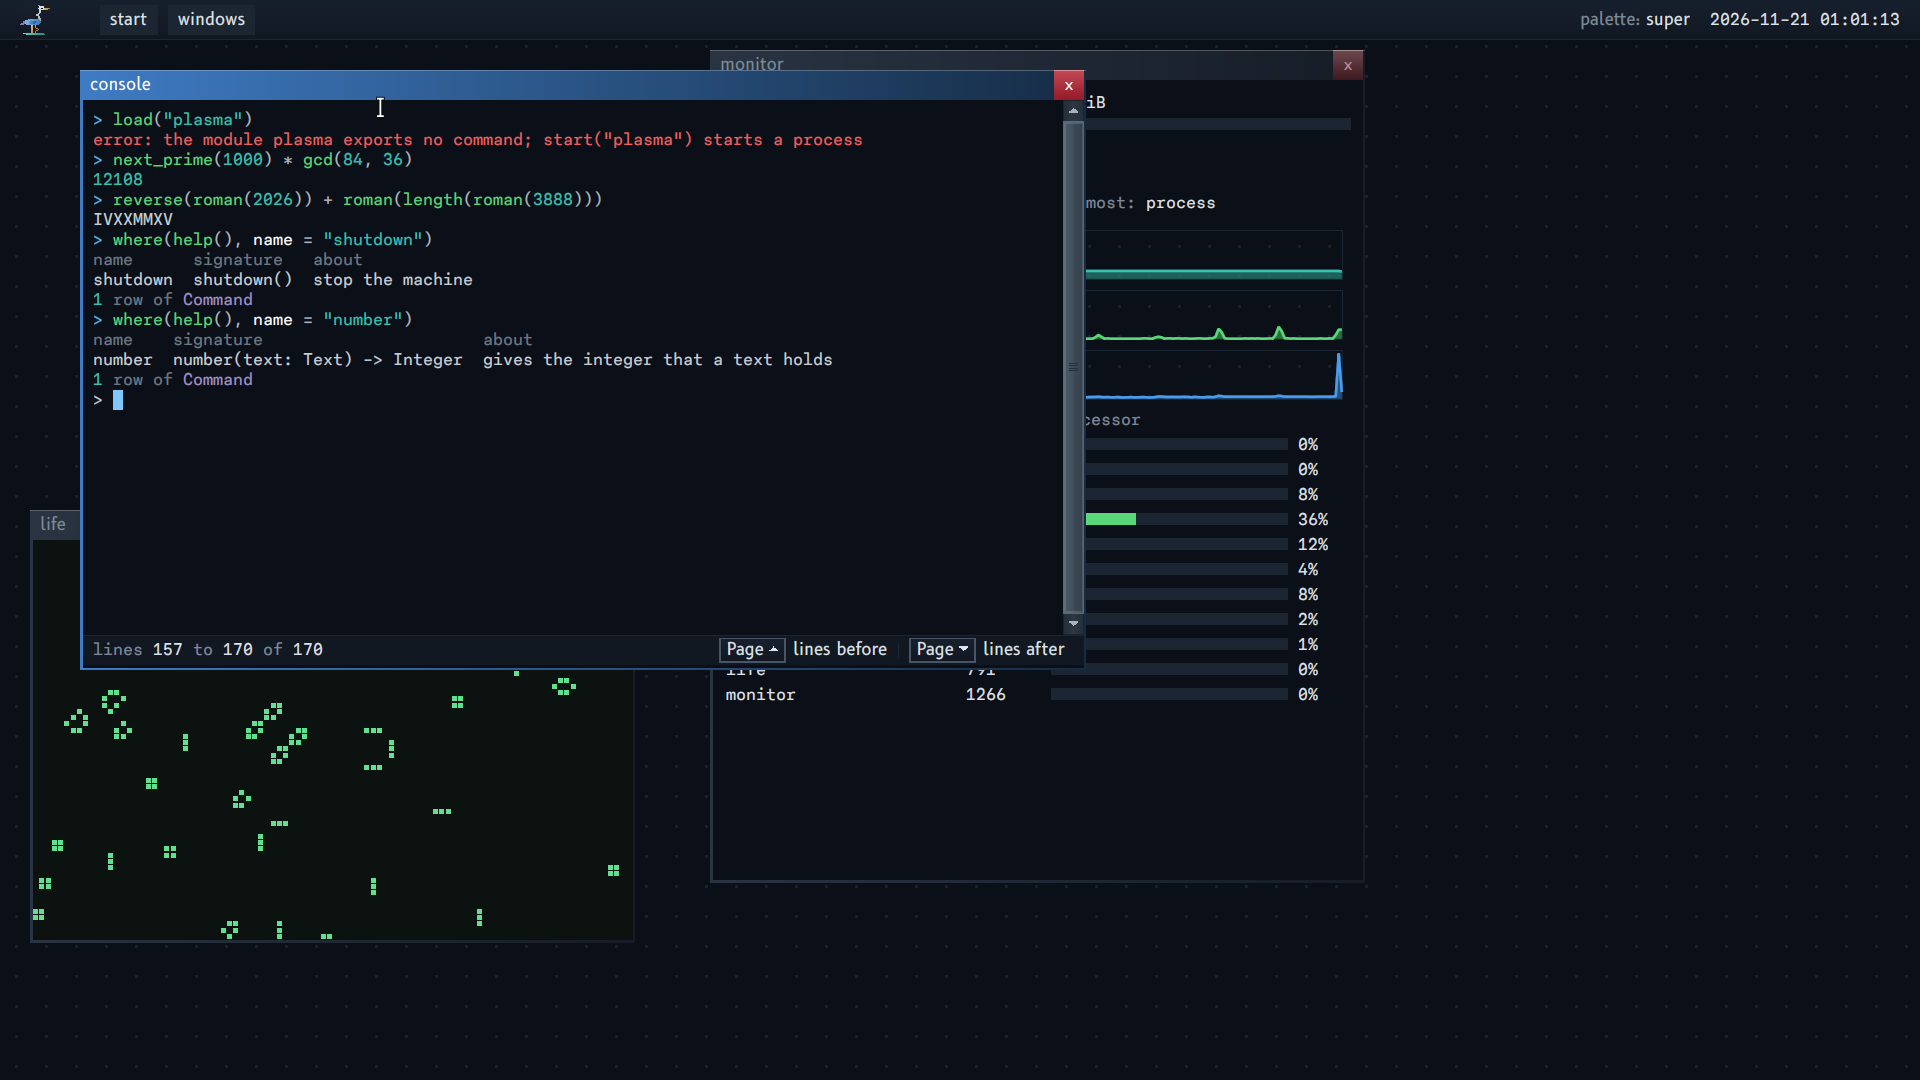 start windows palette: super 2026-11-21 01:01:13
monitor x
console x
iB
> load("plasma")
error: the module plasma exports no command; start("plasma") starts a process
> next_prime(1000) * gcd(84, 36)
12108
> reverse(roman(2026)) + roman(length(roman(3888)))
IVXXMMXV
> where(help(), name = "shutdown")
name signature about
shutdown shutdown() stop the machine
1 row of Command
> where(help(), name = "number")
name signature about
number number(text: Text) -> Integer gives the integer that a text holds
1 row of Command
>
lines 157 to 170 of 170 Page lines before Page lines after
most: process
cessor
0%
0%
8%
36%
12%
4%
8%
2%
1%
life 791 0%
monitor 1266 0%
life